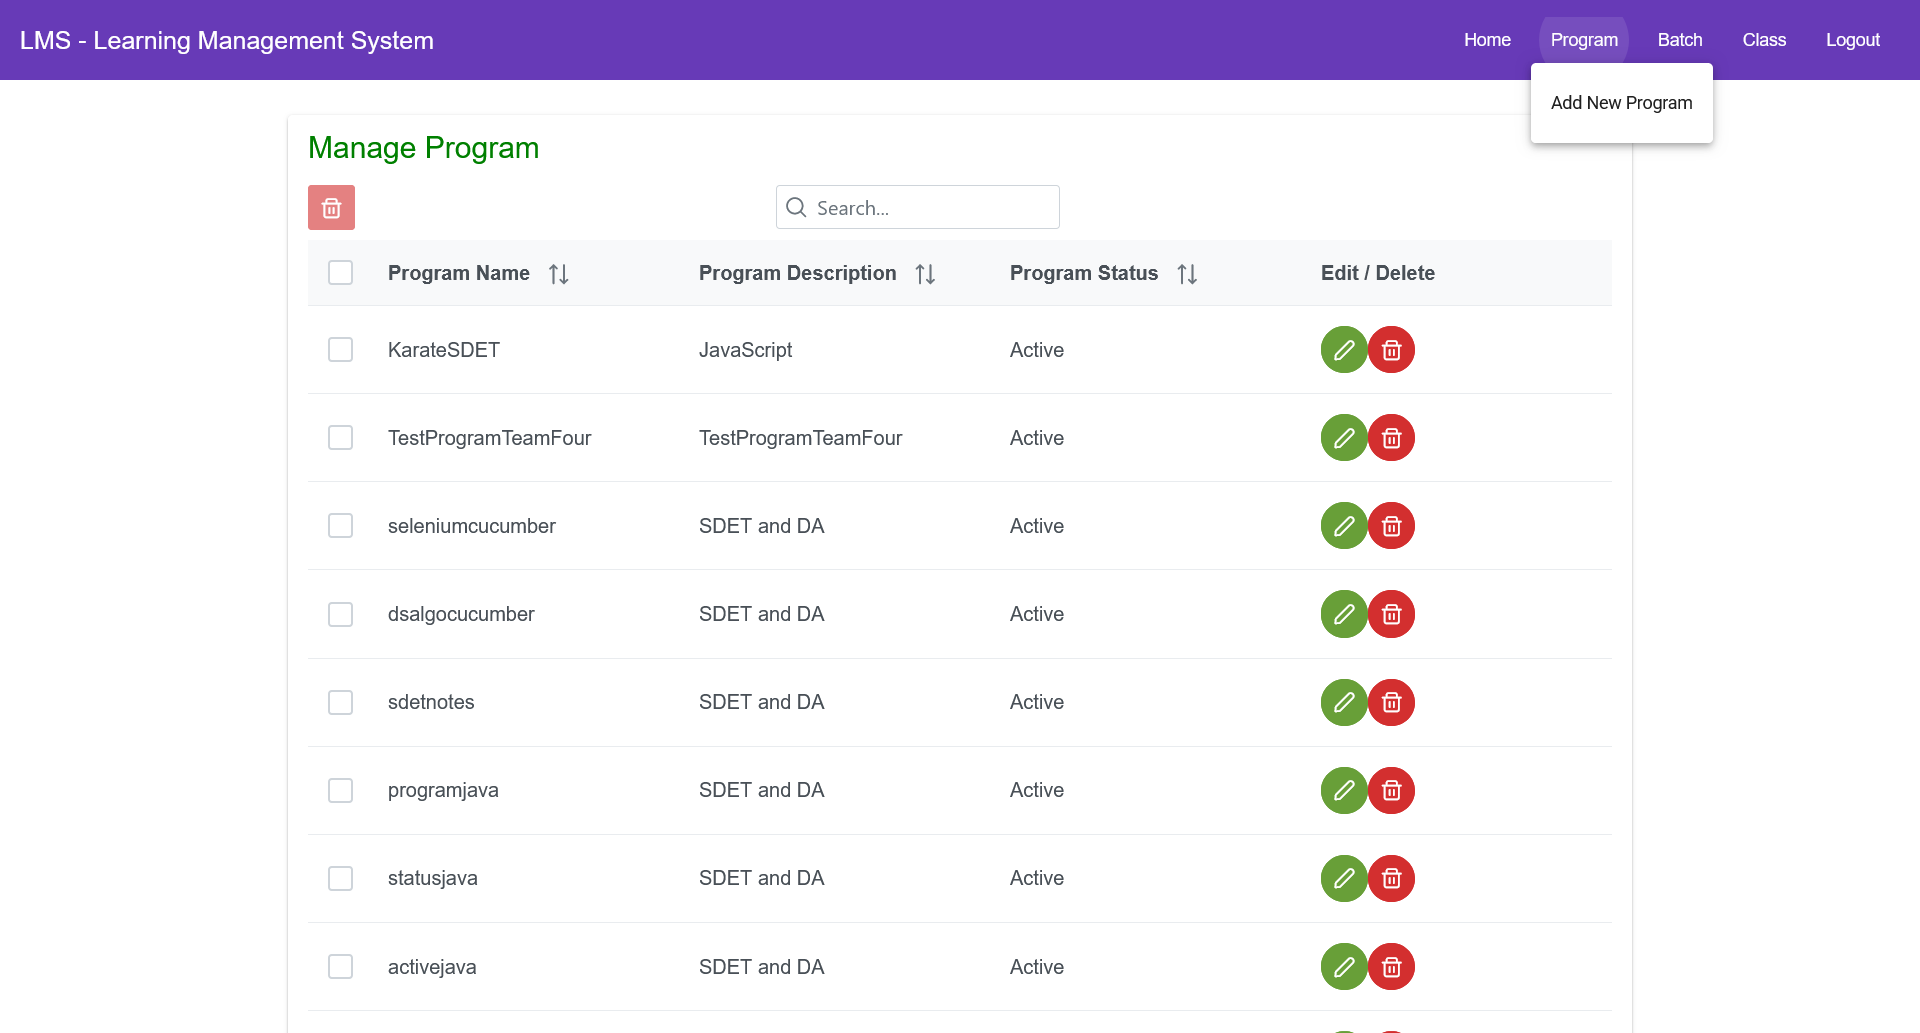 LMS - Learning Management System
Home Program Batch Class Logout
Add New Program
Manage Program
Search...
Program Name Program Description Program Status Edit / Delete
KarateSDET JavaScript Active
TestProgramTeamFour TestProgramTeamFour Active
seleniumcucumber SDET and DA Active
dsalgocucumber SDET and DA Active
sdetnotes SDET and DA Active
programjava SDET and DA Active
statusjava SDET and DA Active
activejava SDET and DA Active